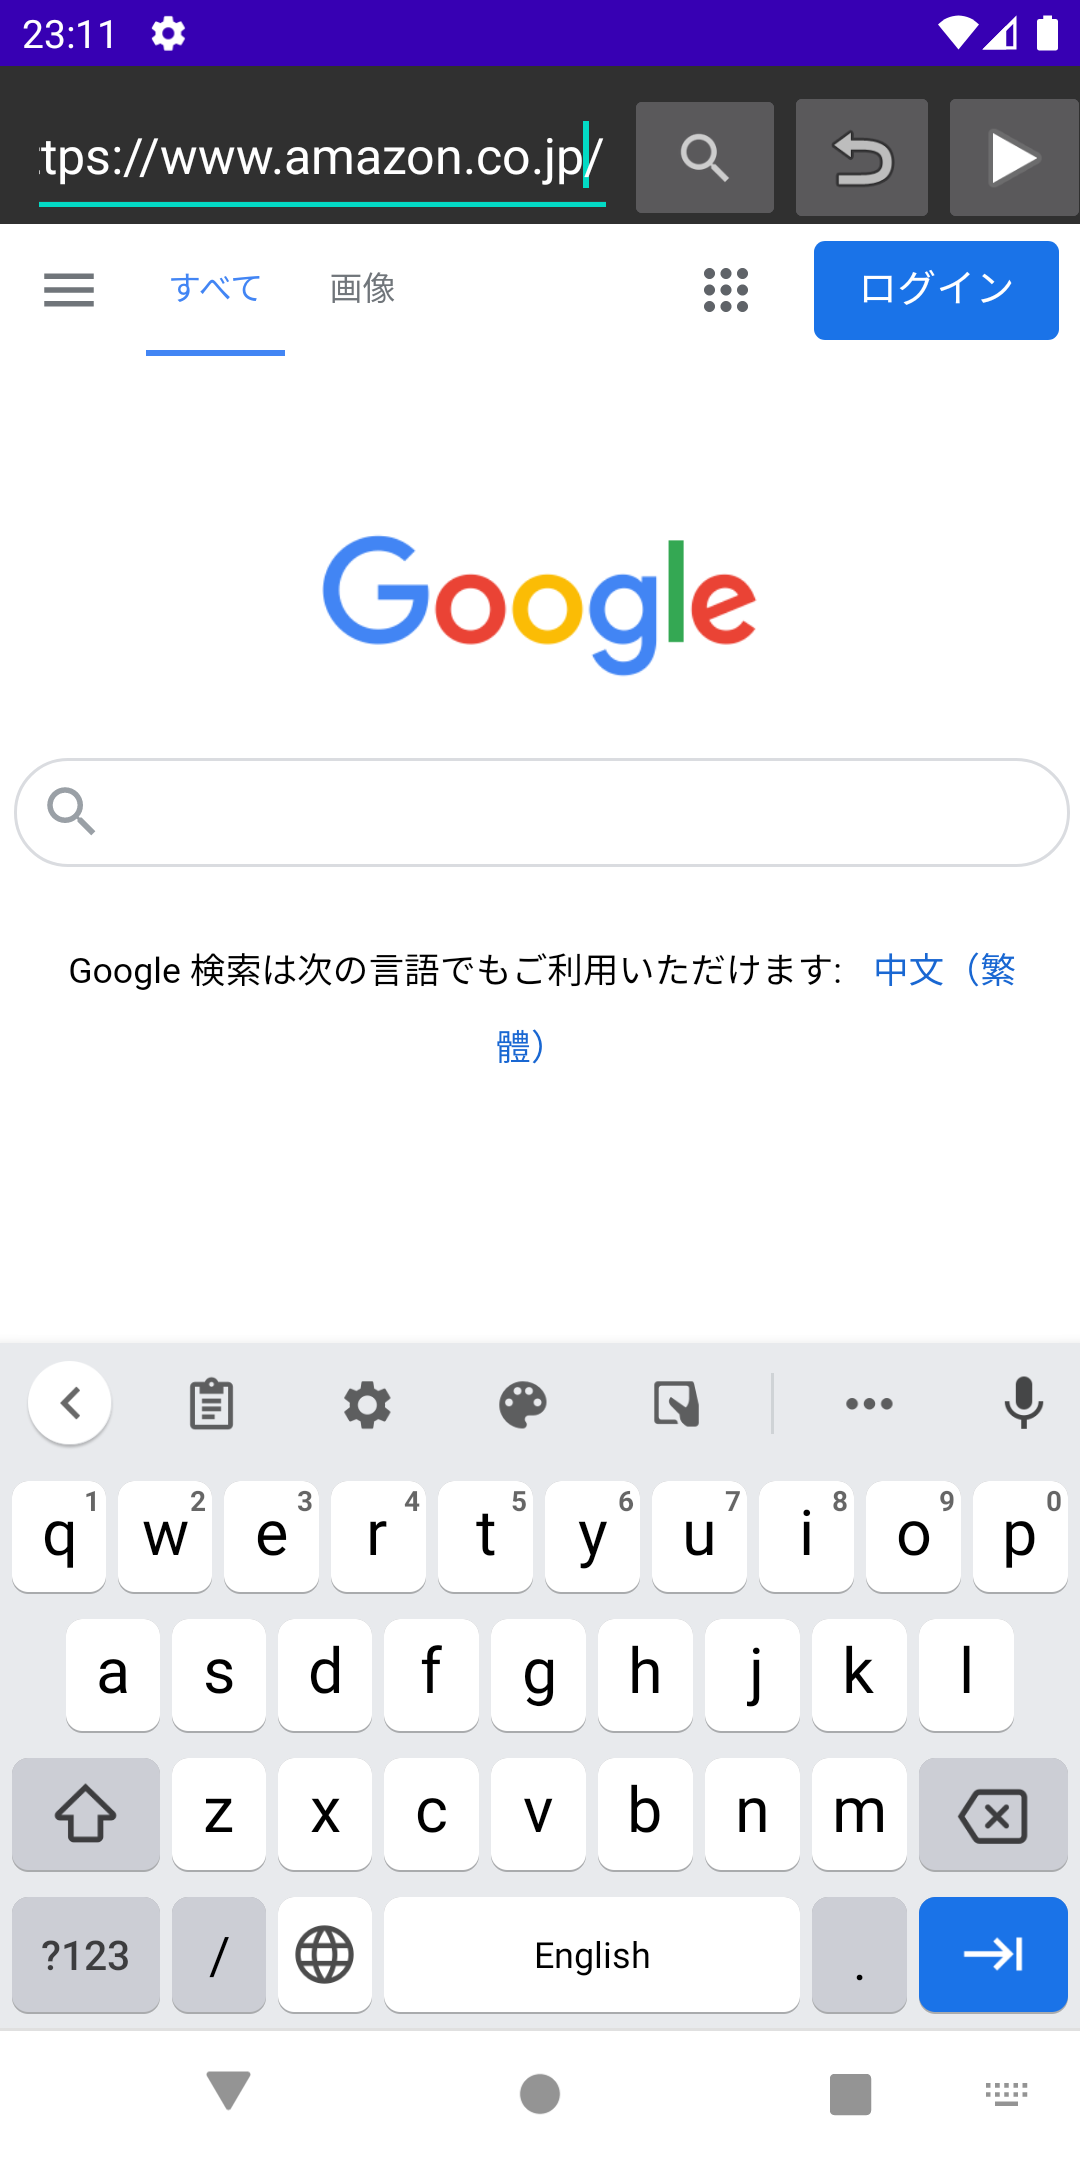 23:11
tps://www.amazon.co.jp/
すべて 画像 ログイン
Google
Google 検索は次の言語でもご利用いただけます: 中文（繁
體）
q 1 w 2 e 3 r 4 t 5 y 6 u 7 i 8 o 9 p 0
a s d f g h j k l
z x c v b n m
?123 / English .